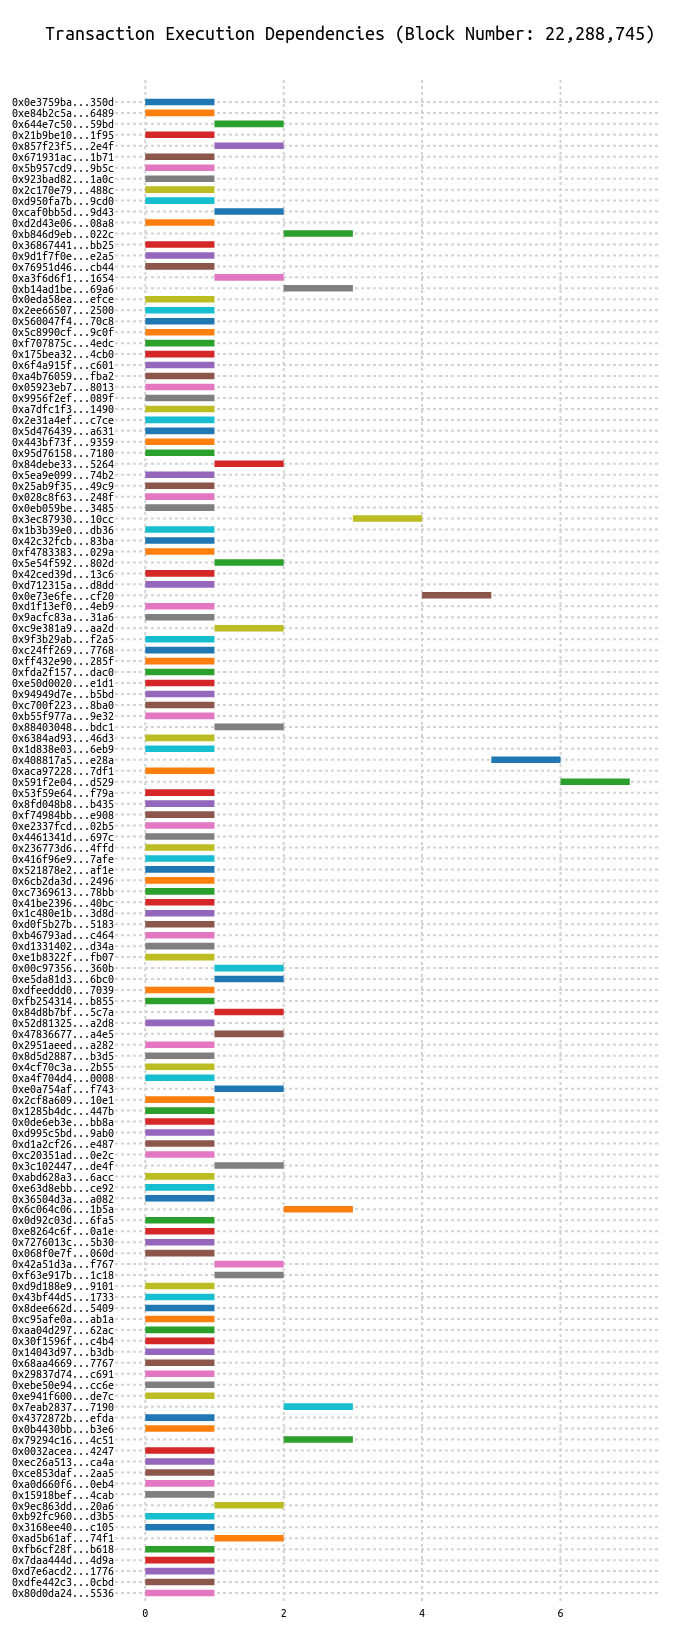 Transaction Execution Dependencies (Block Number: 22,288,745)
0x0e3759ba...350d
0xe84b2c5a...6489
0x644e7c50...59bd
0x21b9be10...1f95
0x857f23f5...2e4f
0x671931ac...1b71
0x5b957cd9...9b5c
0x923bad82...1a0c
0x2c170e79...488c
0xd950fa7b...9cd0
0xcaf0bb5d...9d43
0xd2d43e06...08a8
0xb846d9eb...022c
0x36867441...bb25
0x9d1f7f0e...e2a5
0x76951d46...cb44
0xa3f6d6f1...1654
0xb14ad1be...69a6
0x0eda58ea...efce
0x2ee66507...2500
0x560047f4...70c8
0x5c8990cf...9c0f
0xf707875c...4edc
0x175bea32...4cb0
0x6f4a915f...c601
0xa4b76059...fba2
0x05923eb7...8013
0x9956f2ef...089f
0xa7dfc1f3...1490
0x2e31a4ef...c7ce
0x5d476439...a631
0x443bf73f...9359
0x95d76158...7180
0x84debe33...5264
0x5ea9e099...74b2
0x25ab9f35...49c9
0x028c8f63...248f
0x0eb059be...3485
0x3ec87930...10cc
0x1b3b39e0...db36
0x42c32fcb...83ba
0xf4783383...029a
0x5e54f592...802d
0x42ced39d...13c6
0xd712315a...d8dd
0x0e73e6fe...cf20
0xd1f13ef0...4eb9
0x9acfc83a...31a6
0xc9e381a9...aa2d
0x9f3b29ab...f2a5
0xc24ff269...7768
0xff432e90...285f
0xfda2f157...dac0
0xe50d0020...e1d1
0x94949d7e...b5bd
0xc700f223...8ba0
0xb55f977a...9e32
0x88403048...bdc1
0x6384ad93...46d3
0x1d838e03...6eb9
0x408817a5...e28a
0xaca97228...7df1
0x591f2e04...d529
0x53f59e64...f79a
0x8fd048b8...b435
0xf74984bb...e908
0xe2337fcd...02b5
0x4461341d...697c
0x236773d6...4ffd
0x416f96e9...7afe
0x521878e2...af1e
0x6cb2da3d...2496
0xc7369613...78bb
0x41be2396...40bc
0x1c480e1b...3d8d
0xd0f5b27b...5183
0xb46793ad...c464
0xd1331402...d34a
0xe1b8322f...fb07
0x00c97356...360b
0xe5da81d3...6bc0
0xdfeeddd0...7039
0xfb254314...b855
0x84d8b7bf...5c7a
0x52d81325...a2d8
0x47836677...a4e5
0x2951aeed...a282
0x8d5d2887...b3d5
0x4cf70c3a...2b55
0xa4f704d4...0008
0xe0a754af...f743
0x2cf8a609...10e1
0x1285b4dc...447b
0x0de6eb3e...bb8a
0xd995c5bd...9ab0
0xd1a2cf26...e487
0xc20351ad...0e2c
0x3c102447...de4f
0xabd628a3...6acc
0xe63d8ebb...ce92
0x36504d3a...a082
0x6c064c06...1b5a
0x0d92c03d...6fa5
0xe8264c6f...0a1e
0x7276013c...5b30
0x068f0e7f...060d
0x42a51d3a...f767
0xf63e917b...1c18
0xd9d188e9...9101
0x43bf44d5...1733
0x8dee662d...5409
0xc95afe0a...ab1a
0xaa04d297...62ac
0x30f1596f...c4b4
0x14043d97...b3db
0x68aa4669...7767
0x29837d74...c691
0xebe50e94...cc6e
0xe941f600...de7c
0x7eab2837...7190
0x4372872b...efda
0x0b4430bb...b3e6
0x79294c16...4c51
0x0032acea...4247
0xec26a513...ca4a
0xce853daf...2aa5
0xa0d660f6...0eb4
0x15918bef...4cab
0x9ec863dd...20a6
0xb92fc960...d3b5
0x3168ee40...c105
0xad5b61af...74f1
0xfb6cf28f...b618
0x7daa444d...4d9a
0xd7e6acd2...1776
0xdfe442c3...0cbd
0x80d0da24...5536
0 2 4 6